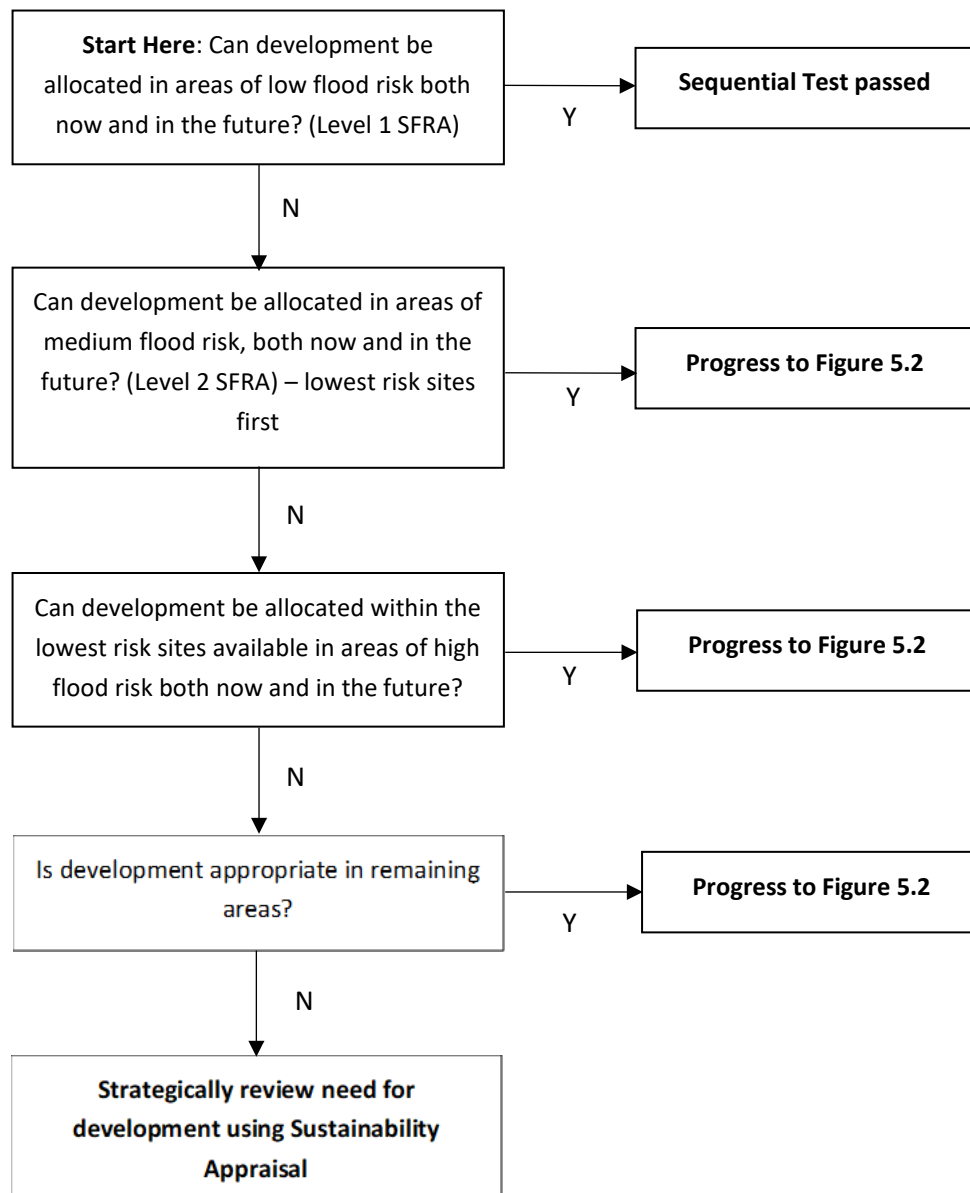 Start Here: Can development be
allocated in areas of low flood risk both
now and in the future? (Level 1 SFRA)
Y
Sequential Test passed
N
Can development be allocated in areas of
medium flood risk, both now and in the
future? (Level 2 SFRA) – lowest risk sites
first
Y
Progress to Figure 5.2
N
Can development be allocated within the
lowest risk sites available in areas of high
flood risk both now and in the future?
Y
Progress to Figure 5.2
N
Is development appropriate in remaining
areas?
Y
Progress to Figure 5.2
N
Strategically review need for
development using Sustainability
Appraisal